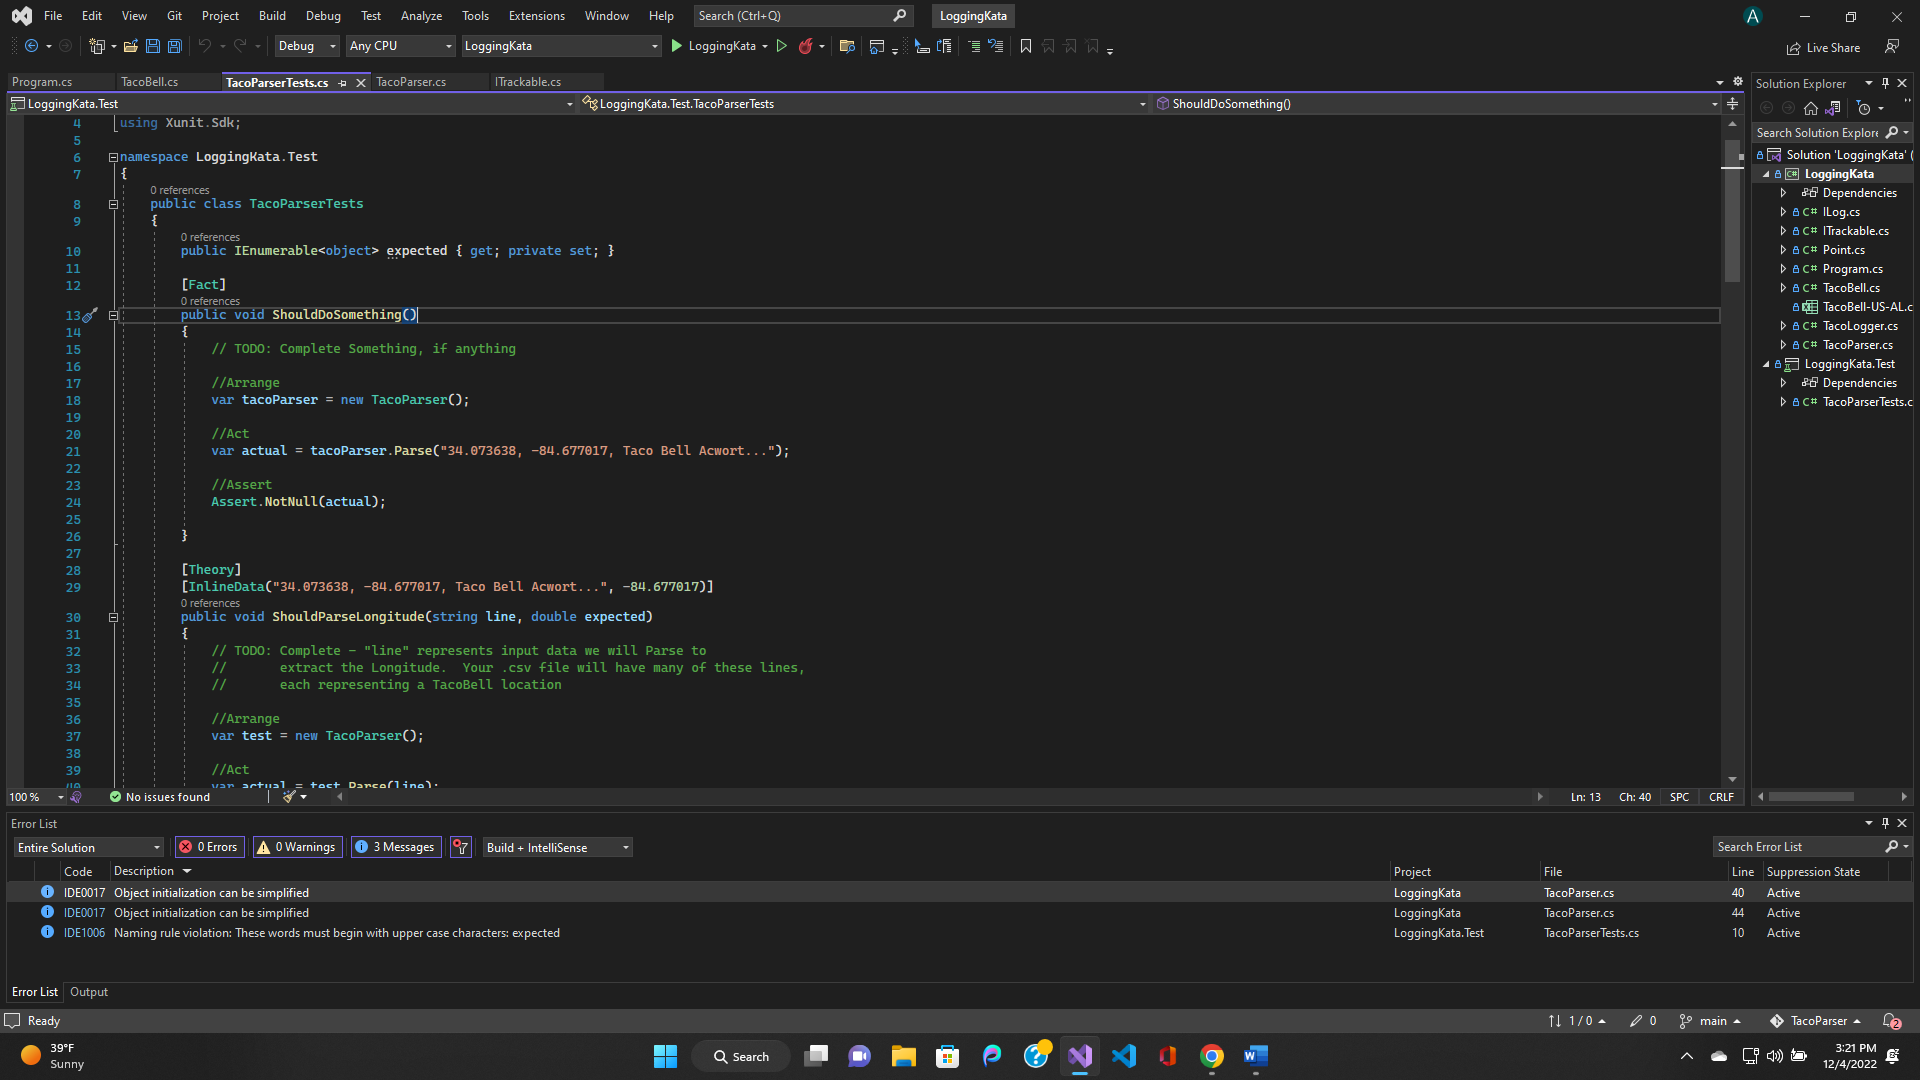 File Edit View Git Project Build Debug Test Analyze Tools Extensions Window Help Search (Ctrl+Q) LoggingKata A
Debug Any CPU LoggingKata LoggingKata Live Share
Program.cs TacoBell.cs TacoParserTests.cs TacoParser.cs ITrackable.cs
LoggingKata.Test LoggingKata.Test.TacoParserTests ShouldDoSomething()
4 using Xunit.Sdk;
5
6 namespace LoggingKata.Test
7 {
0 references
8 public class TacoParserTests
9 {
0 references
10 public IEnumerable<object> expected { get; private set; }
11
12 [Fact]
0 references
13 public void ShouldDoSomething()
14 {
15 // TODO: Complete Something, if anything
16
17 //Arrange
18 var tacoParser = new TacoParser();
19
20 //Act
21 var actual = tacoParser.Parse("34.073638, -84.677017, Taco Bell Acwort...");
22
23 //Assert
24 Assert.NotNull(actual);
25
26 }
27
28 [Theory]
29 [InlineData("34.073638, -84.677017, Taco Bell Acwort...", -84.677017)]
0 references
30 public void ShouldParseLongitude(string line, double expected)
31 {
32 // TODO: Complete - "line" represents input data we will Parse to
33 // extract the Longitude. Your .csv file will have many of these lines,
34 // each representing a TacoBell location
35
36 //Arrange
37 var test = new TacoParser();
38
39 //Act
40 var actual = test.Parse(line);
100 % No issues found Ln: 13 Ch: 40 SPC CRLF
Solution Explorer
Search Solution Explore
Solution 'LoggingKata' (
C# LoggingKata
Dependencies
C# ILog.cs
C# ITrackable.cs
C# Point.cs
C# Program.cs
C# TacoBell.cs
TacoBell-US-AL.c
C# TacoLogger.cs
C# TacoParser.cs
LoggingKata.Test
Dependencies
C# TacoParserTests.c
Error List
Entire Solution 0 Errors 0 Warnings 3 Messages Build + IntelliSense Search Error List
Code Description Project File Line Suppression State
IDE0017 Object initialization can be simplified LoggingKata TacoParser.cs 40 Active
IDE0017 Object initialization can be simplified LoggingKata TacoParser.cs 44 Active
IDE1006 Naming rule violation: These words must begin with upper case characters: expected LoggingKata.Test TacoParserTests.cs 10 Active
Error List Output
Ready 1 / 0 0 main TacoParser 2
39°F
Sunny
Search
3:21 PM
12/4/2022